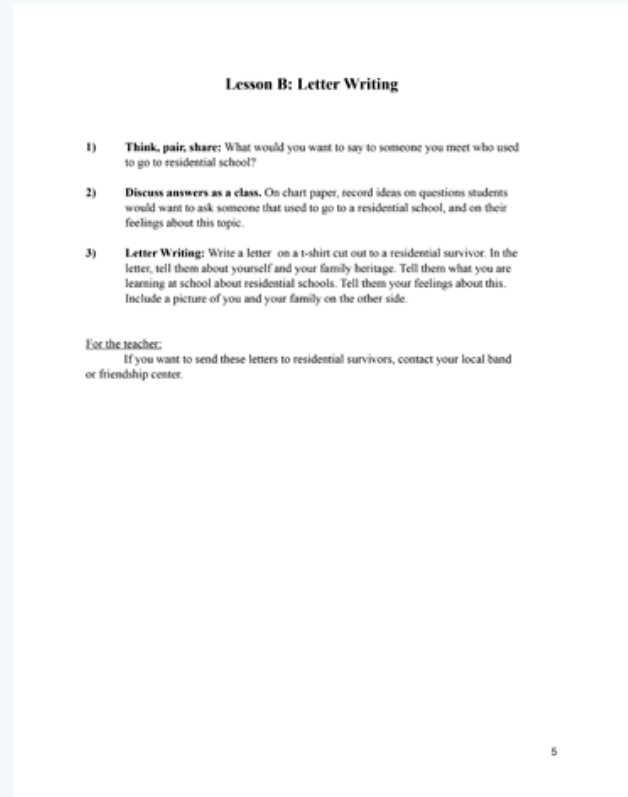 Lesson B: Letter Writing
1) Think, pair, share: What would you want to say to someone you meet who used
to go to residential school?
2) Discuss answers as a class. On chart paper, record ideas on questions students
would want to ask someone that used to go to a residential school, and on their
feelings about this topic.
3) Letter Writing: Write a letter on a t-shirt cut out to a residential survivor. In the
letter, tell them about yourself and your family heritage. Tell them what you are
learning at school about residential schools. Tell them your feelings about this.
Include a picture of you and your family on the other side.
For the teacher:
If you want to send these letters to residential survivors, contact your local band
or friendship center.
5